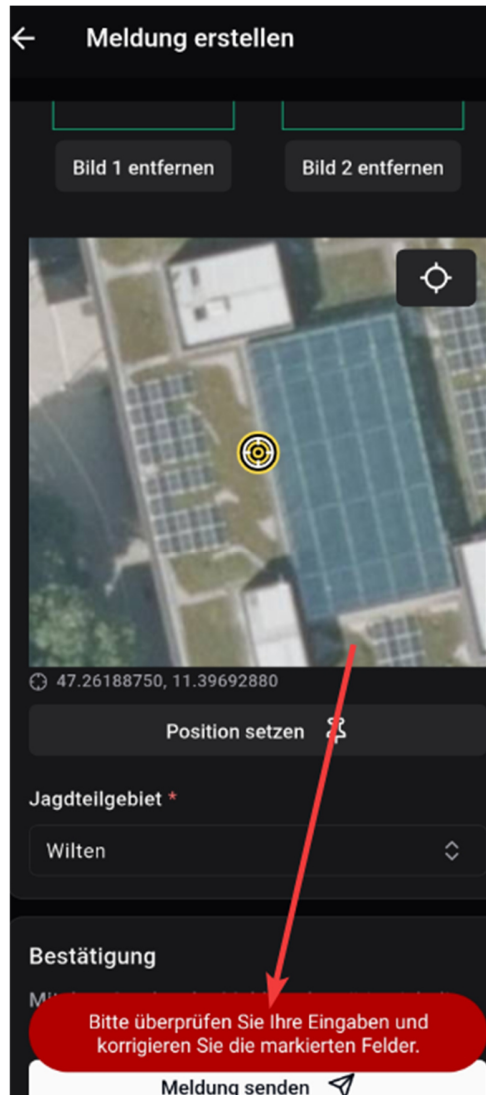 Meldung erstellen
Bild 1 entfernen
Bild 2 entfernen
47.26188750, 11.39692880
Position setzen
Jagdteilgebiet *
Wilten
Bestätigung
Bitte überprüfen Sie Ihre Eingaben und
korrigieren Sie die markierten Felder.
Meldung senden